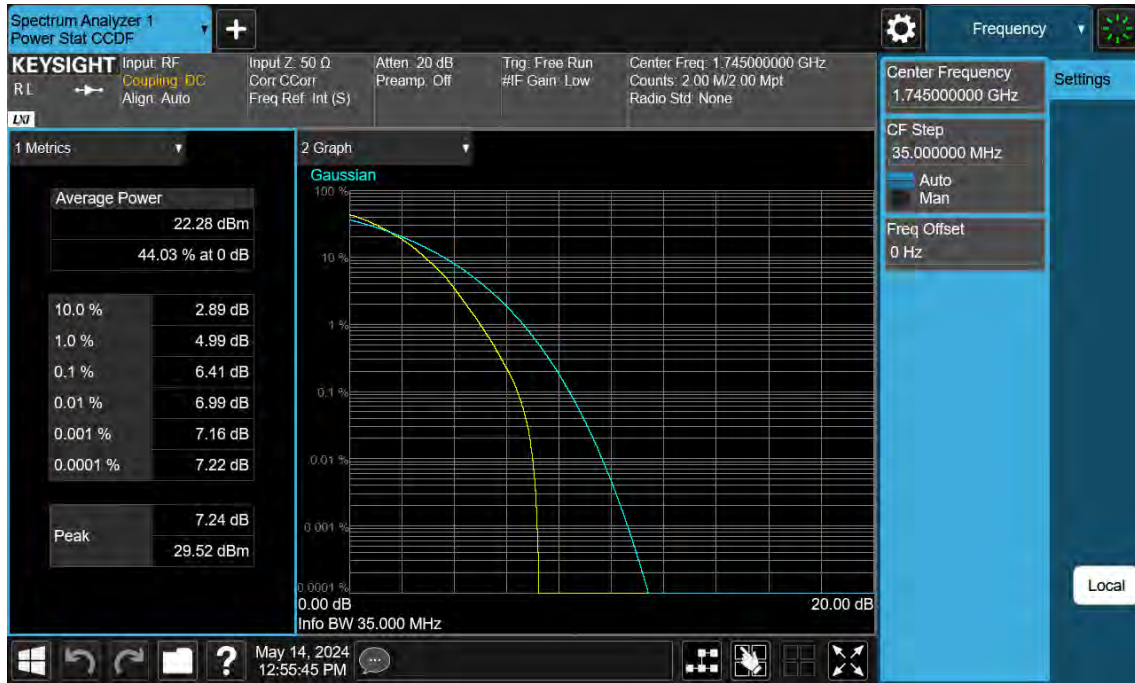 Spectrum Analyzer 1
Power Stat CCDF
Frequency
KEYSIGHT
R L
LXI
Input: RF
Coupling: DC
Align: Auto
Input Z: 50 Ω
Corr CCorr
Freq Ref: Int (S)
Atten: 20 dB
Preamp: Off
Trig: Free Run
#IF Gain: Low
Center Freq: 1.745000000 GHz
Counts: 2.00 M/2.00 Mpt
Radio Std: None
Center Frequency
1.745000000 GHz
Settings
CF Step
35.000000 MHz
Auto
Man
Freq Offset
0 Hz
Local
1 Metrics
Average Power
22.28 dBm
44.03 % at 0 dB
10.0 % 2.89 dB
1.0 % 4.99 dB
0.1 % 6.41 dB
0.01 % 6.99 dB
0.001 % 7.16 dB
0.0001 % 7.22 dB
Peak
7.24 dB
29.52 dBm
2 Graph
Gaussian
100 %
10 %
1 %
0.1 %
0.01 %
0.001 %
0.0001 %
0.00 dB 20.00 dB
Info BW 35.000 MHz
?
May 14, 2024
12:55:45 PM